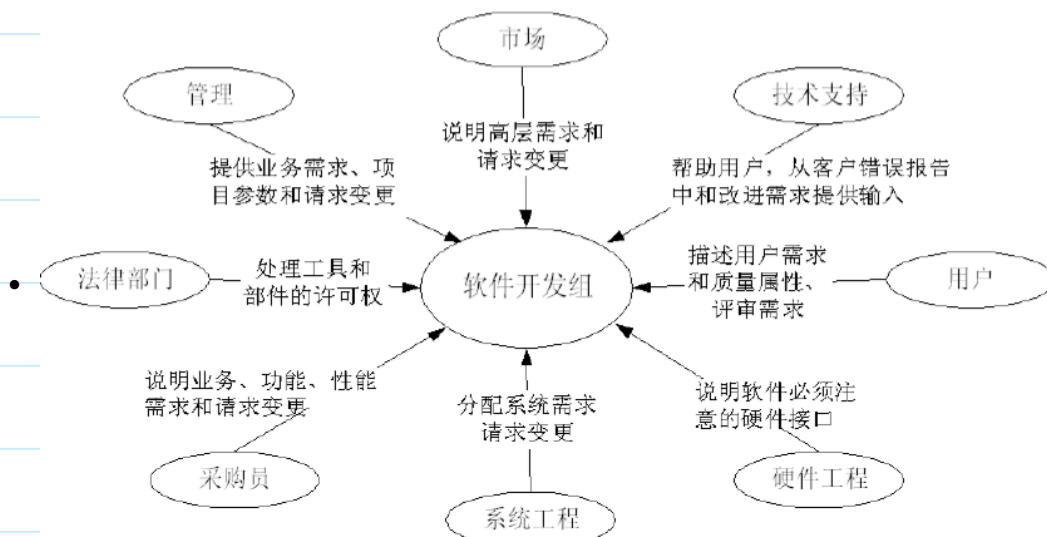 市场
管理
技术支持
说明高层需求和
请求变更
提供业务需求、项
目参数和请求变更
帮助用户，从客户错误报告
中和改进需求提供输入
法律部门
处理工具和
部件的许可权
软件开发组
描述用户需求
和质量属性、
评审需求
用户
说明业务、功能、性能
需求和请求变更
分配系统需求
请求变更
说明软件必须注
意的硬件接口
采购员
系统工程
硬件工程